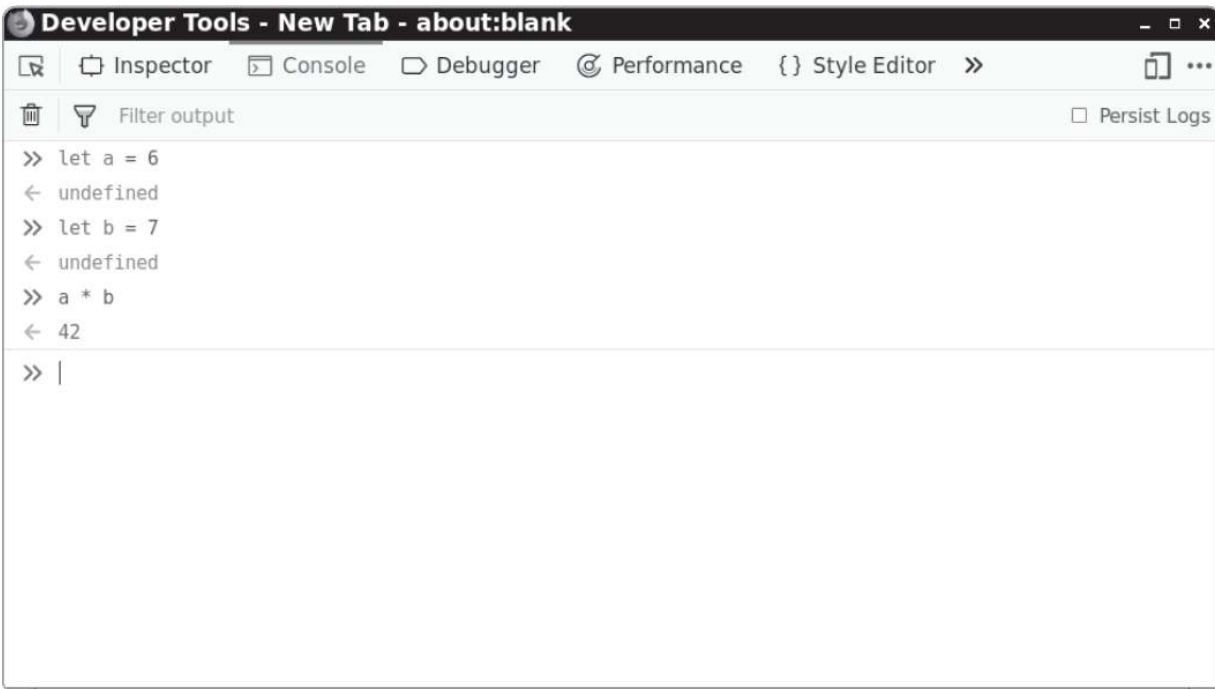 Developer Tools - New Tab - about:blank
Inspector Console Debugger Performance {} Style Editor »
Filter output Persist Logs
» let a = 6
← undefined
» let b = 7
← undefined
» a * b
← 42
»